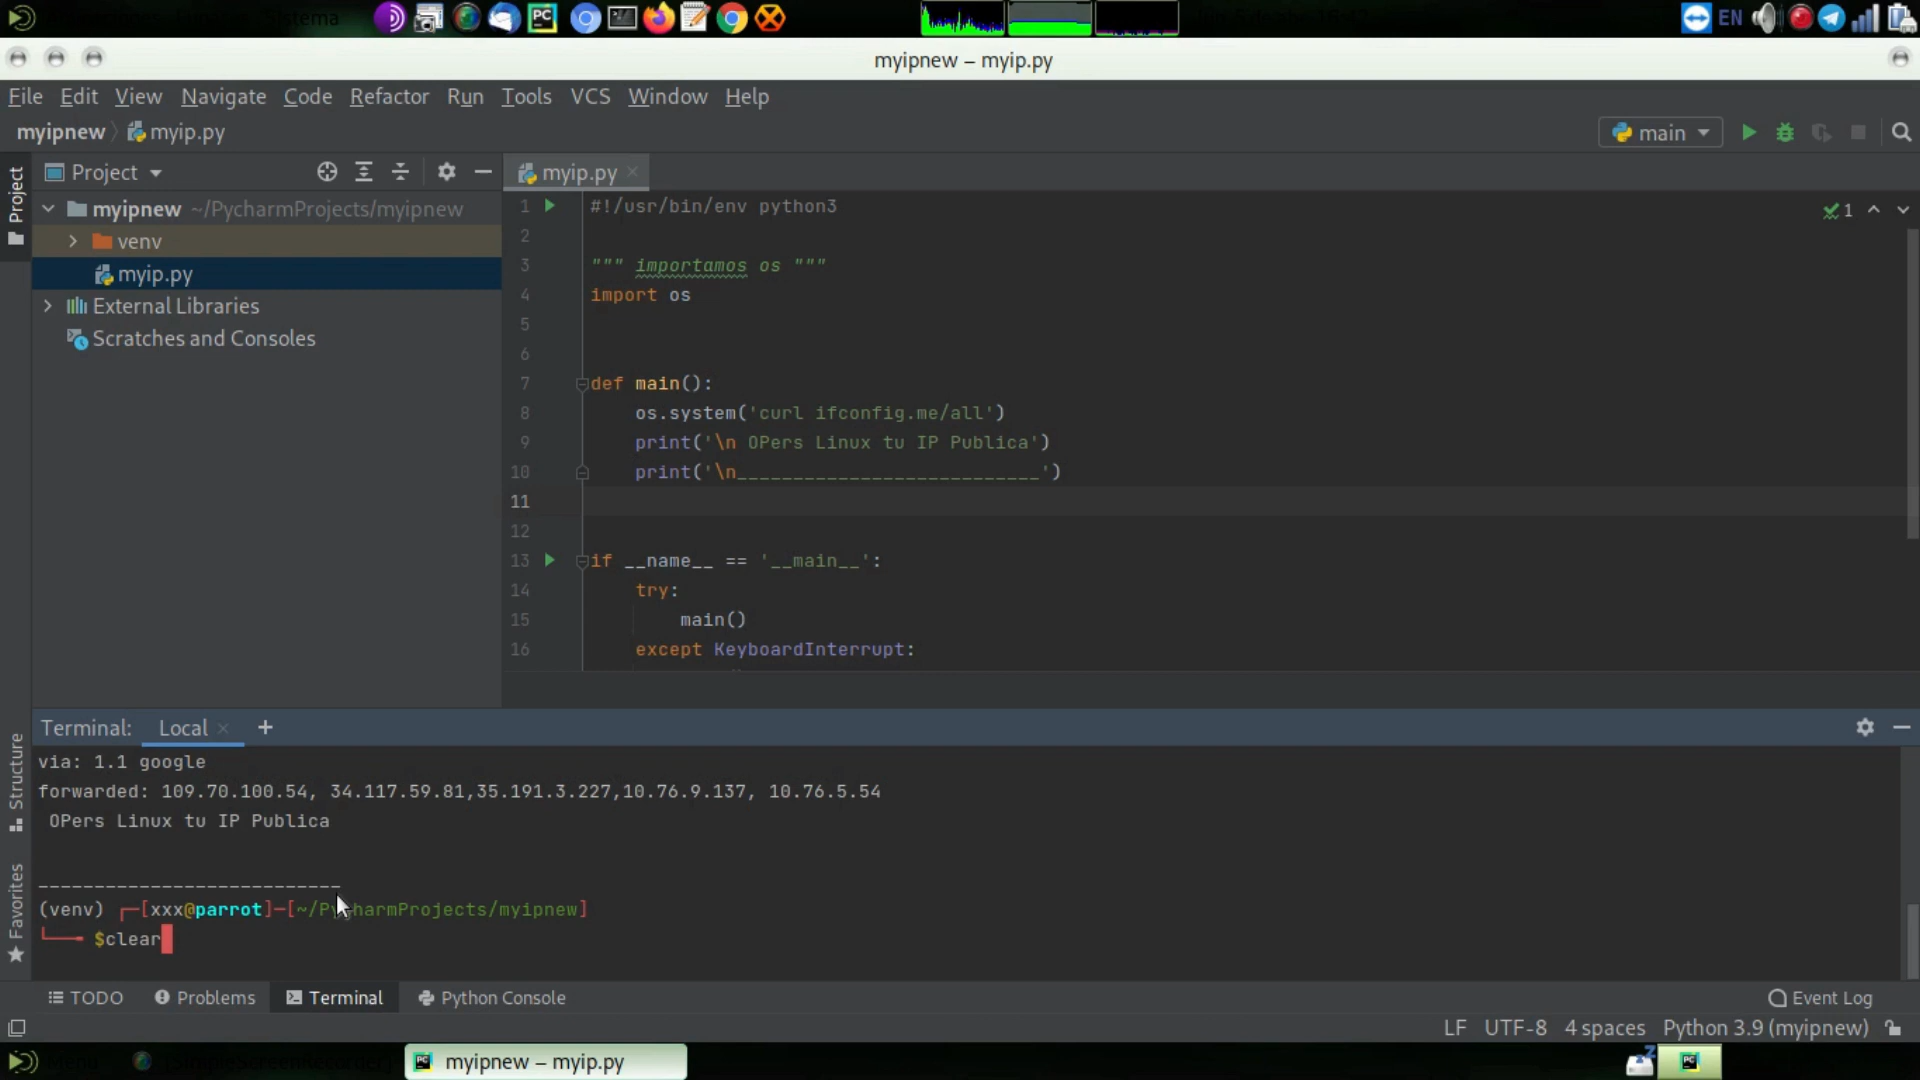 EN
myipnew – myip.py
File Edit View Navigate Code Refactor Run Tools VCS Window Help
myipnew myip.py
main
Project
Project
myip.py
myipnew ~/PycharmProjects/myipnew
venv
myip.py
External Libraries
Scratches and Consoles
1 #!/usr/bin/env python3
1
2
3 """ importamos os """
4 import os
5
6
7 def main():
8 os.system('curl ifconfig.me/all')
9 print('\n OPers Linux tu IP Publica')
10 print('\n___________________________')
11
12
13 if __name__ == '__main__':
14 try:
15 main()
16 except KeyboardInterrupt:
Terminal: Local +
Structure
Favorites
via: 1.1 google
forwarded: 109.70.100.54, 34.117.59.81,35.191.3.227,10.76.9.137, 10.76.5.54
OPers Linux tu IP Publica
___________________________
(venv) ┌─[xxx@parrot]─[~/PycharmProjects/myipnew]
└──╼ $clear
TODO Problems Terminal Python Console Event Log
LF UTF-8 4 spaces Python 3.9 (myipnew)
Menú [SimpleScreenRecorder] myipnew – myip.py